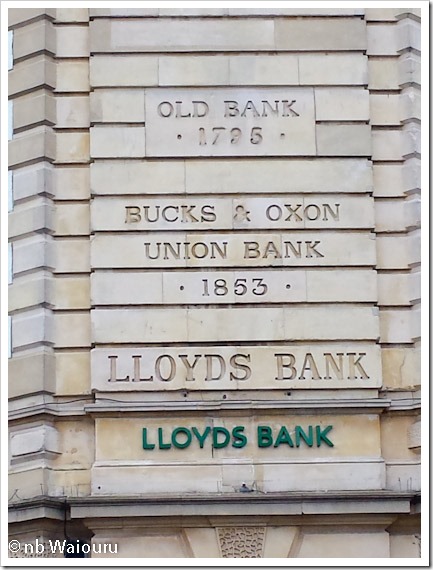 OLD BANK
· 1795 ·
BUCKS & OXON
UNION BANK
· 1853 ·
LLOYDS BANK
LLOYDS BANK
© nb Waiouru